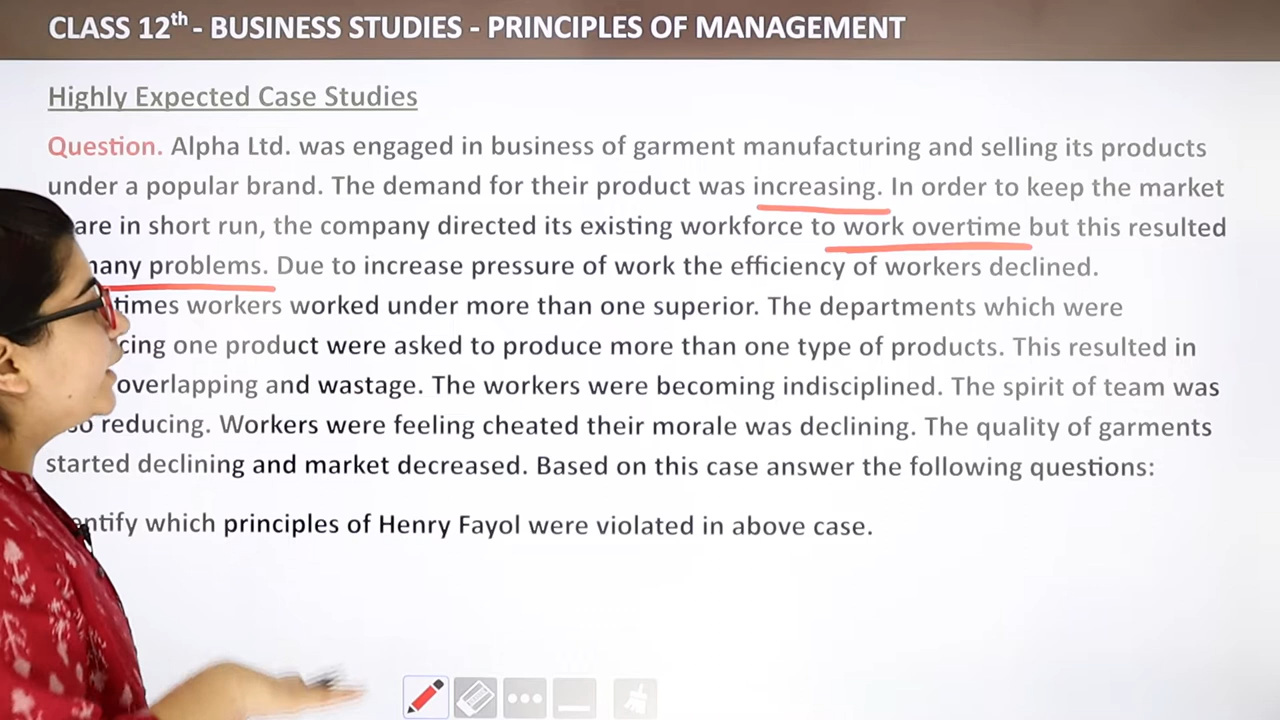 CLASS 12th - BUSINESS STUDIES - PRINCIPLES OF MANAGEMENT
Highly Expected Case Studies
Question. Alpha Ltd. was engaged in business of garment manufacturing and selling its products
under a popular brand. The demand for their product was increasing. In order to keep the market
are in short run, the company directed its existing workforce to work overtime but this resulted
many problems. Due to increase pressure of work the efficiency of workers declined.
times workers worked under more than one superior. The departments which were
cing one product were asked to produce more than one type of products. This resulted in
overlapping and wastage. The workers were becoming indisciplined. The spirit of team was
so reducing. Workers were feeling cheated their morale was declining. The quality of garments
started declining and market decreased. Based on this case answer the following questions:
entify which principles of Henry Fayol were violated in above case.